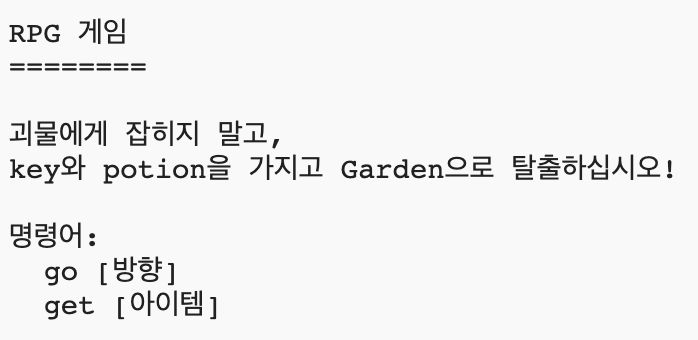 RPG 게임
========
괴물에게 잡히지 말고,
key와 potion을 가지고 Garden으로 탈출하십시오!
명령어:
go [방향]
get [아이템]